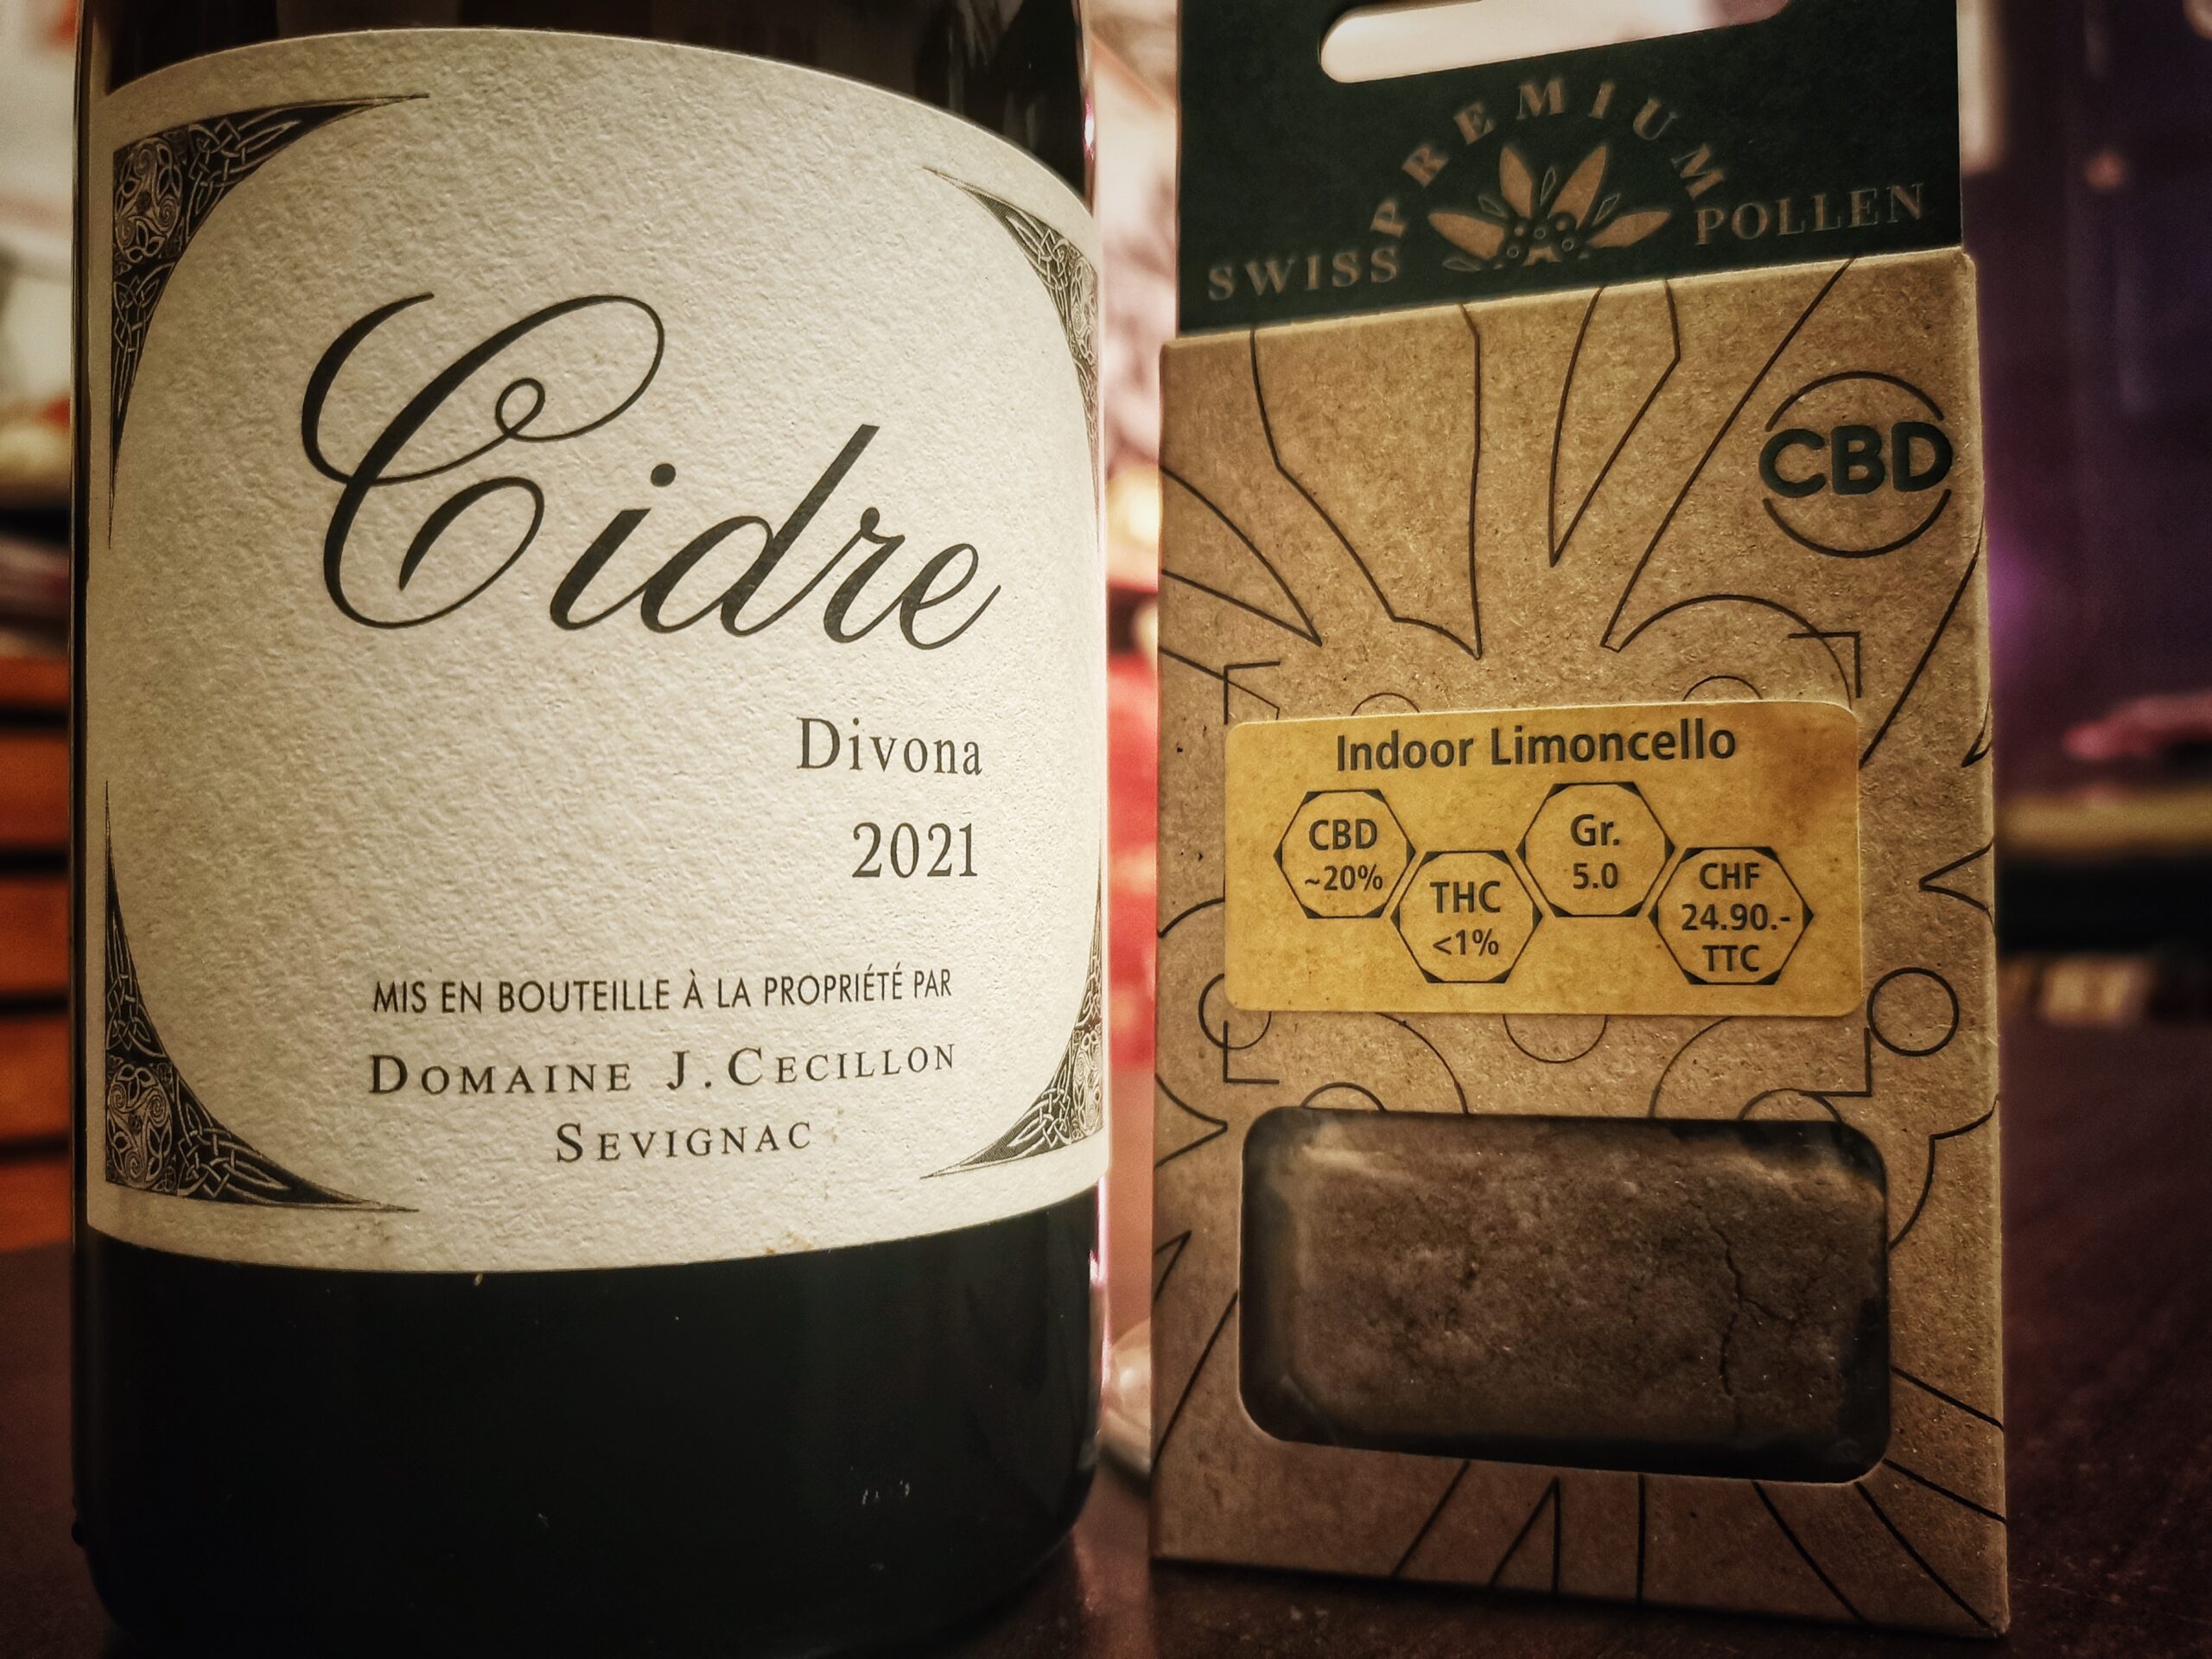 Cidre
Divona
2021
MIS EN BOUTEILLE À LA PROPRIÉTÉ PAR
DOMAINE J. CECILLON
SEVIGNAC
SWISS PREMIUM POLLEN
CBD
Indoor Limoncello
CBD
~20%
THC
<1%
Gr.
5.0
CHF
24.90.-
TTC